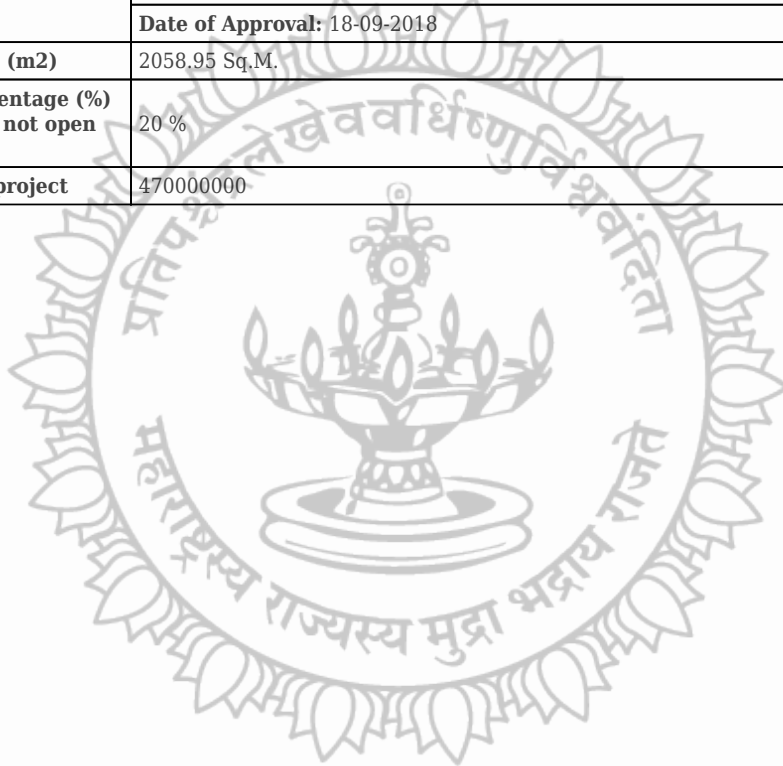 Date of Approval: 18-09-2018
(m2) 2058.95 Sq.M.
entage (%)
not open 20 %
project 470000000
प्रतिपच्चंद्रलेखेववर्धिष्णुर्विश्ववंदिता
महाराष्ट्रस्य राज्यस्य मुद्रा भद्राय राजते